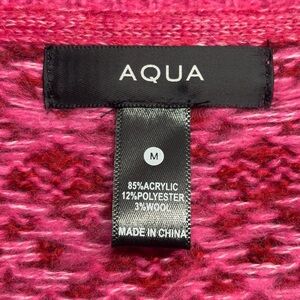 AQUA
M
85%ACRYLIC
12%POLYESTER
3%WOOL
MADE IN CHINA